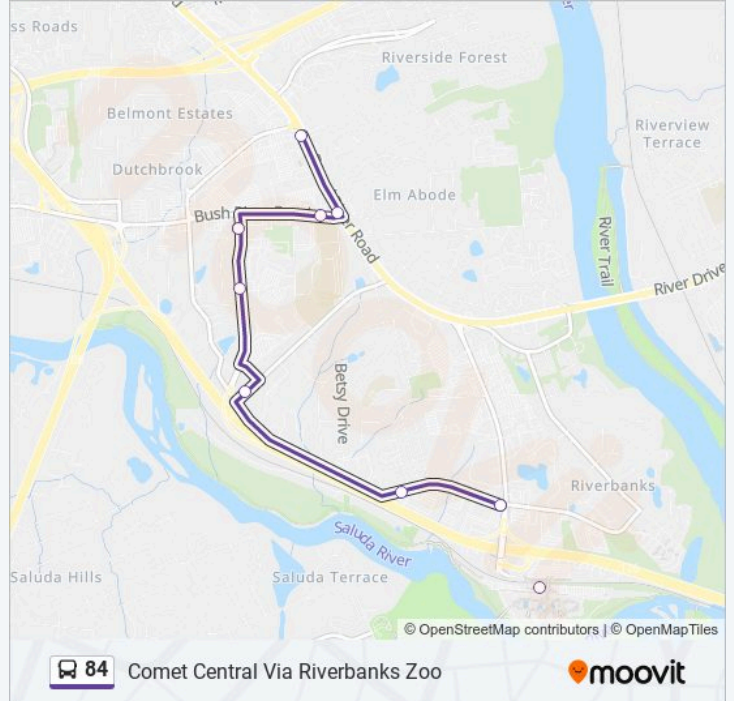 ss Roads
Riverside Forest
Belmont Estates
Riverview
Terrace
Dutchbrook
Elm Abode
Bush
Road
River Trail
River Drive
Betsy Drive
Riverbanks
Saluda River
Saluda Hills
Saluda Terrace
© OpenStreetMap contributors | © OpenMapTiles
84 Comet Central Via Riverbanks Zoo moovit